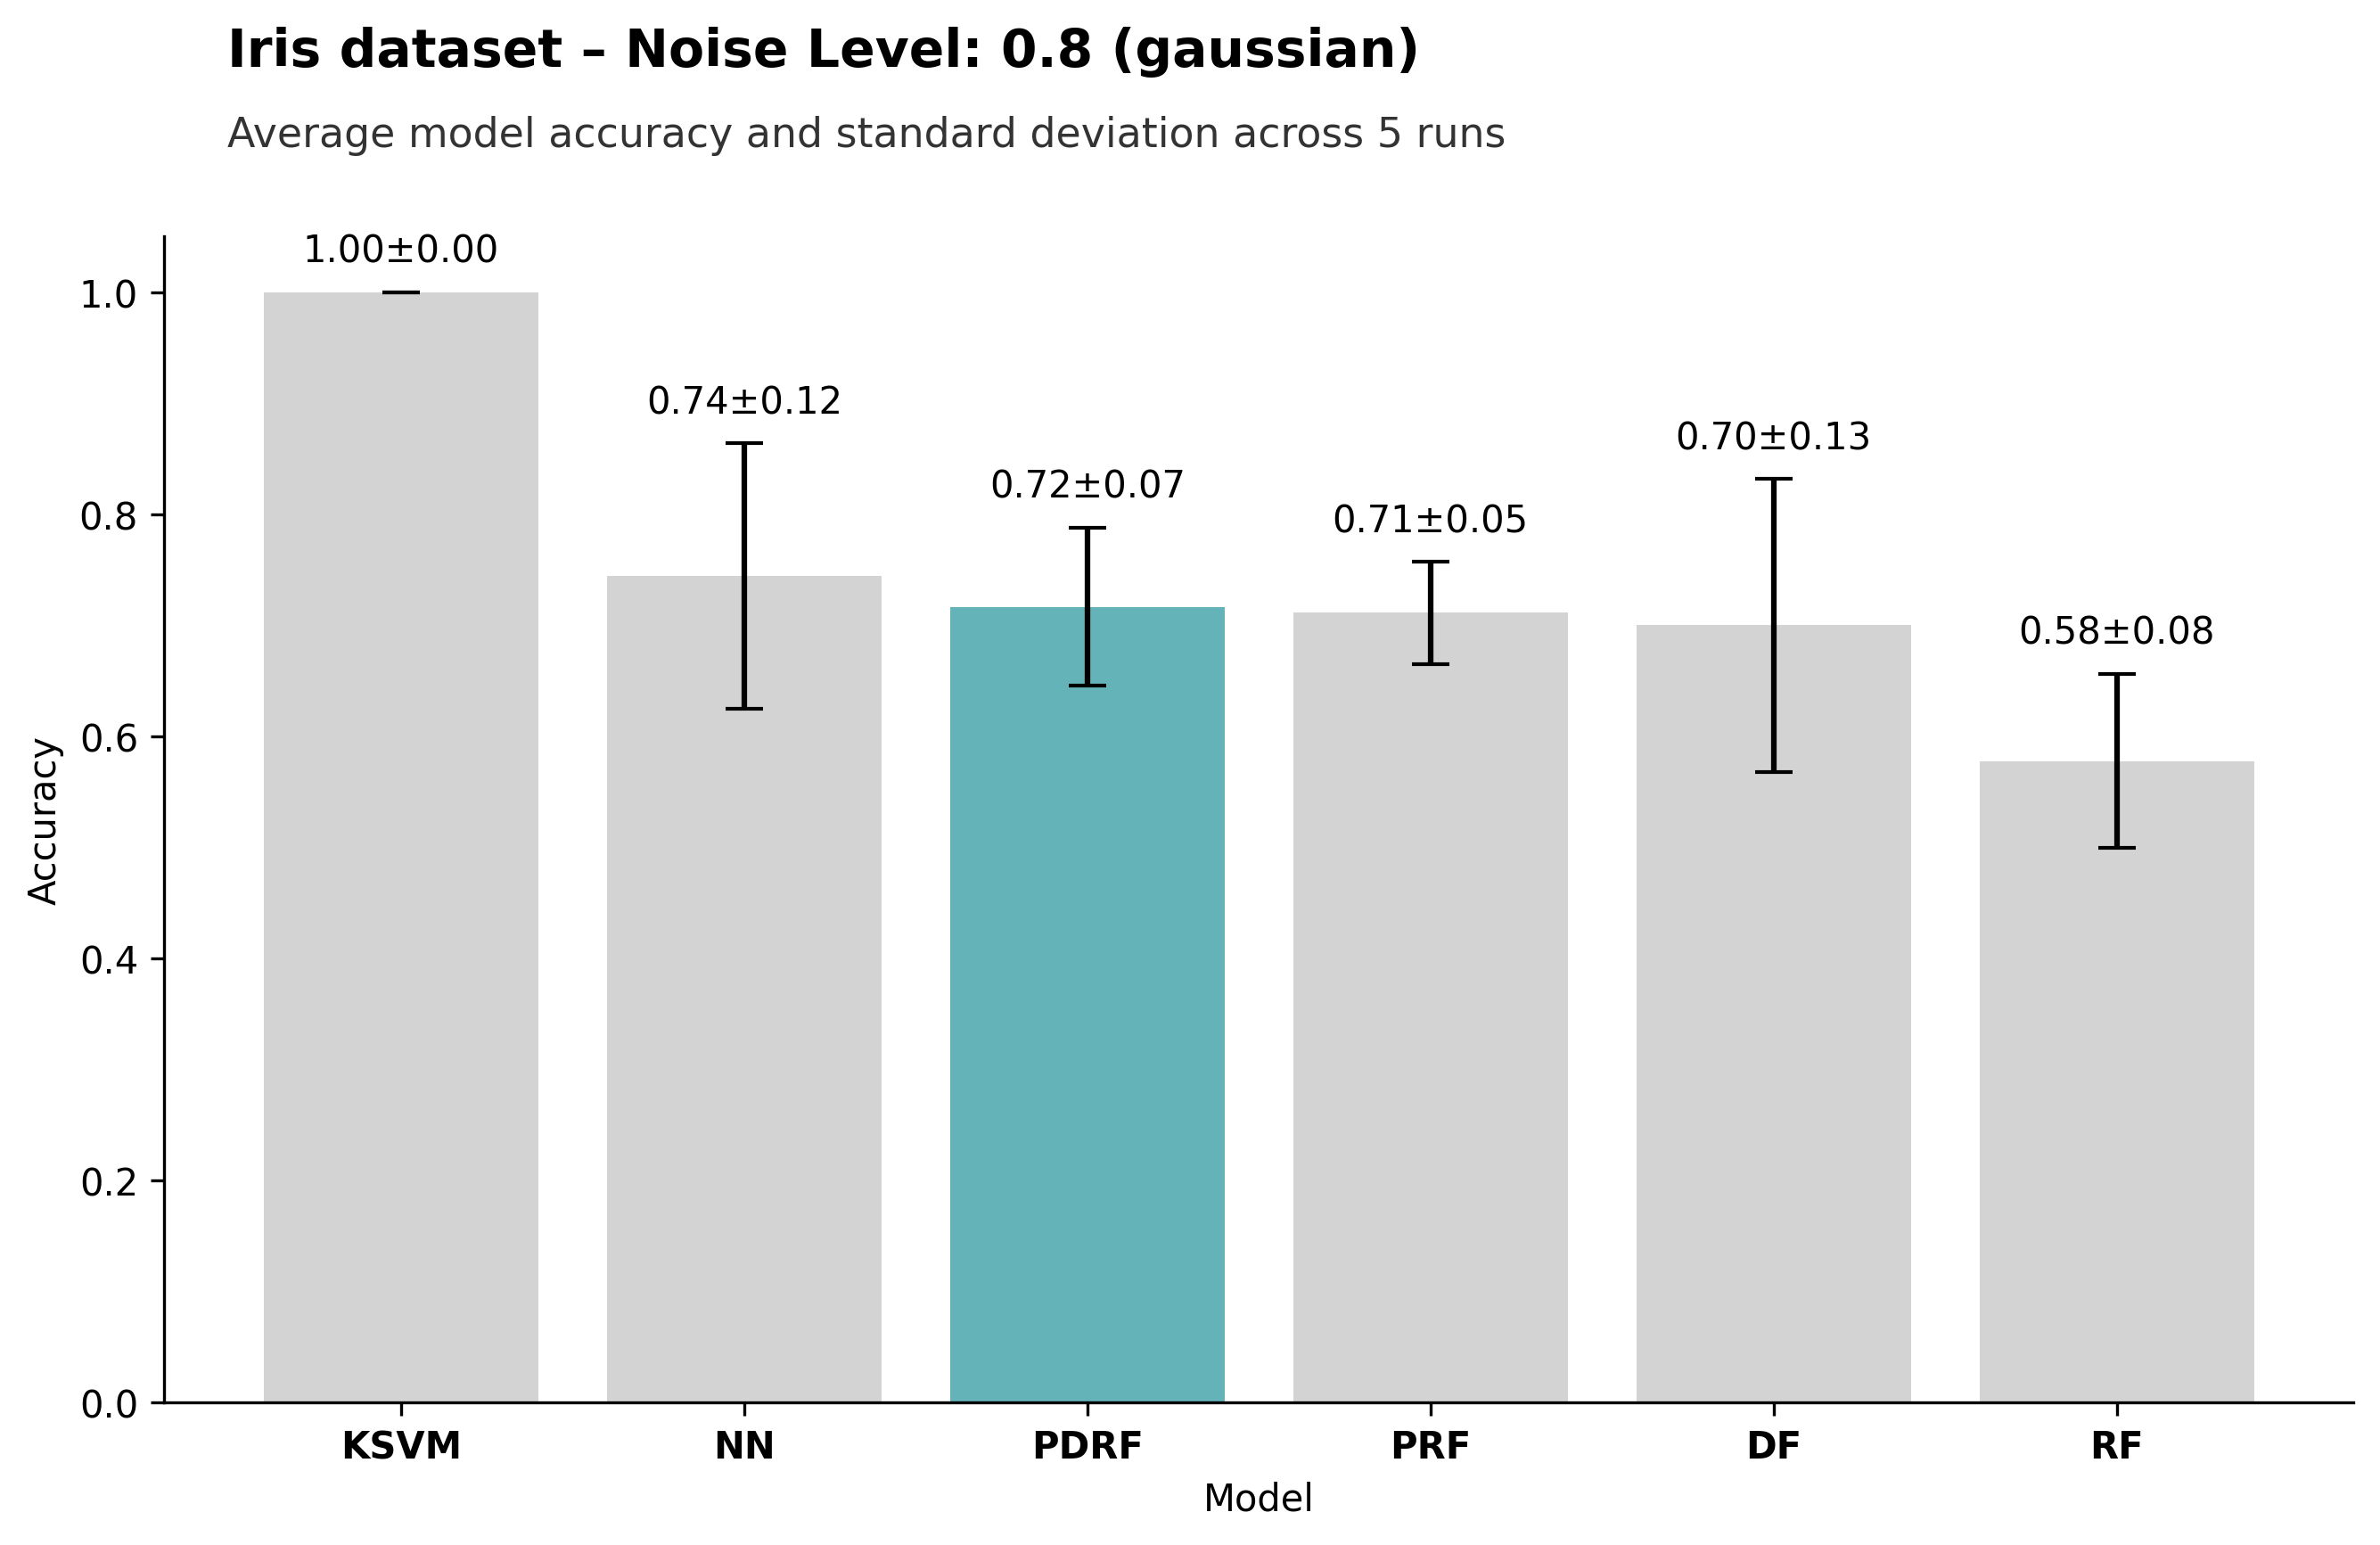 Iris dataset – Noise Level: 0.8 (gaussian)
Average model accuracy and standard deviation across 5 runs
1.00±0.00
0.74±0.12
0.72±0.07
0.71±0.05
0.70±0.13
0.58±0.08
1.0
0.8
0.6
0.4
0.2
0.0
Accuracy
KSVM NN PDRF PRF DF RF
Model